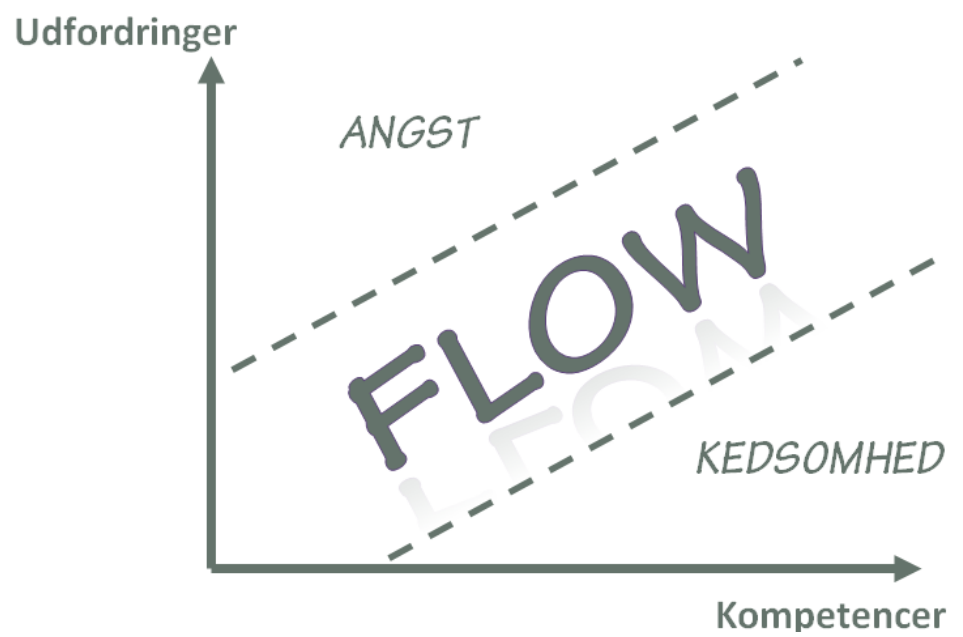 Udfordringer
ANGST
FLOW
KEDSOMHED
Kompetencer